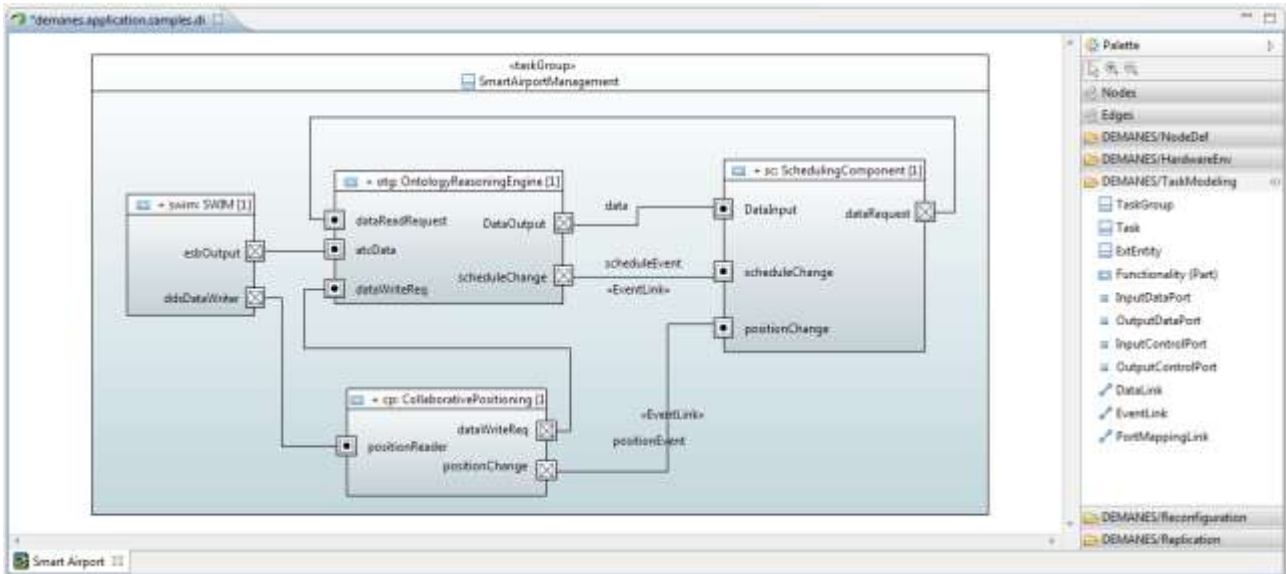 *demanes.application.samples.di
«taskGroup»
SmartAirportManagement
+ swim: SWIM [1]
esbOutput
ddsDataWriter
+ otg: OntologyReasoningEngine [1]
dataReadRequest
DataOutput
atcData
scheduleChange
dataWriteReq
data
scheduleEvent
«EventLink»
+ sc: SchedulingComponent [1]
DataInput
dataRequest
scheduleChange
positionChange
+ cp: CollaborativePositioning [1
dataWriteReq
positionReader
positionChange
«EventLink»
positionEvent
Palette
Nodes
Edges
DEMANES/NodeDef
DEMANES/HardwareEnv
DEMANES/TaskModeling
TaskGroup
Task
ExtEntity
Functionality (Part)
InputDataPort
OutputDataPort
InputControlPort
OutputControlPort
DataLink
EventLink
PortMappingLink
DEMANES/Reconfiguration
DEMANES/Replication
Smart Airport